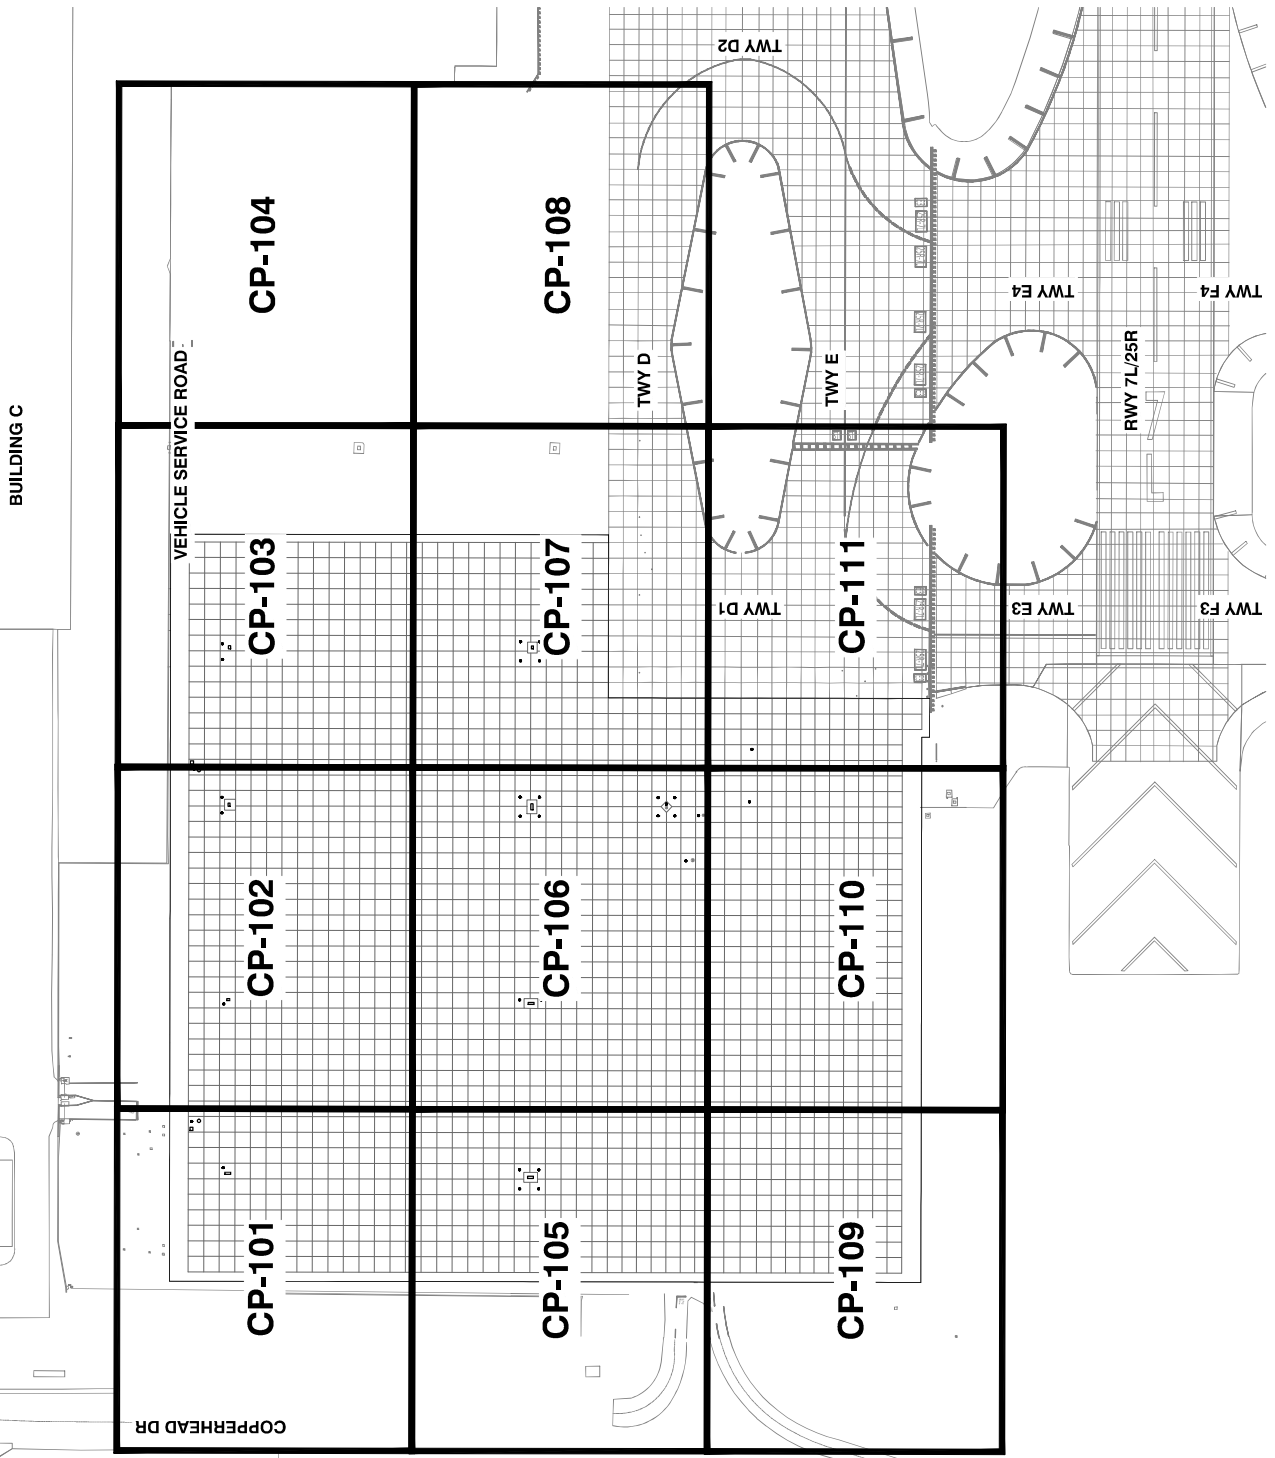 TWY D2
CP-104
CP-108
TWY E4
TWY F4
BUILDING C
VEHICLE SERVICE ROAD
TWY D
TWY E
RWY 7L/25R
CP-103
CP-107
CP-111
TWY D1
TWY E3
TWY F3
CP-102
CP-106
CP-110
CP-101
CP-105
CP-109
COPPERHEAD DR